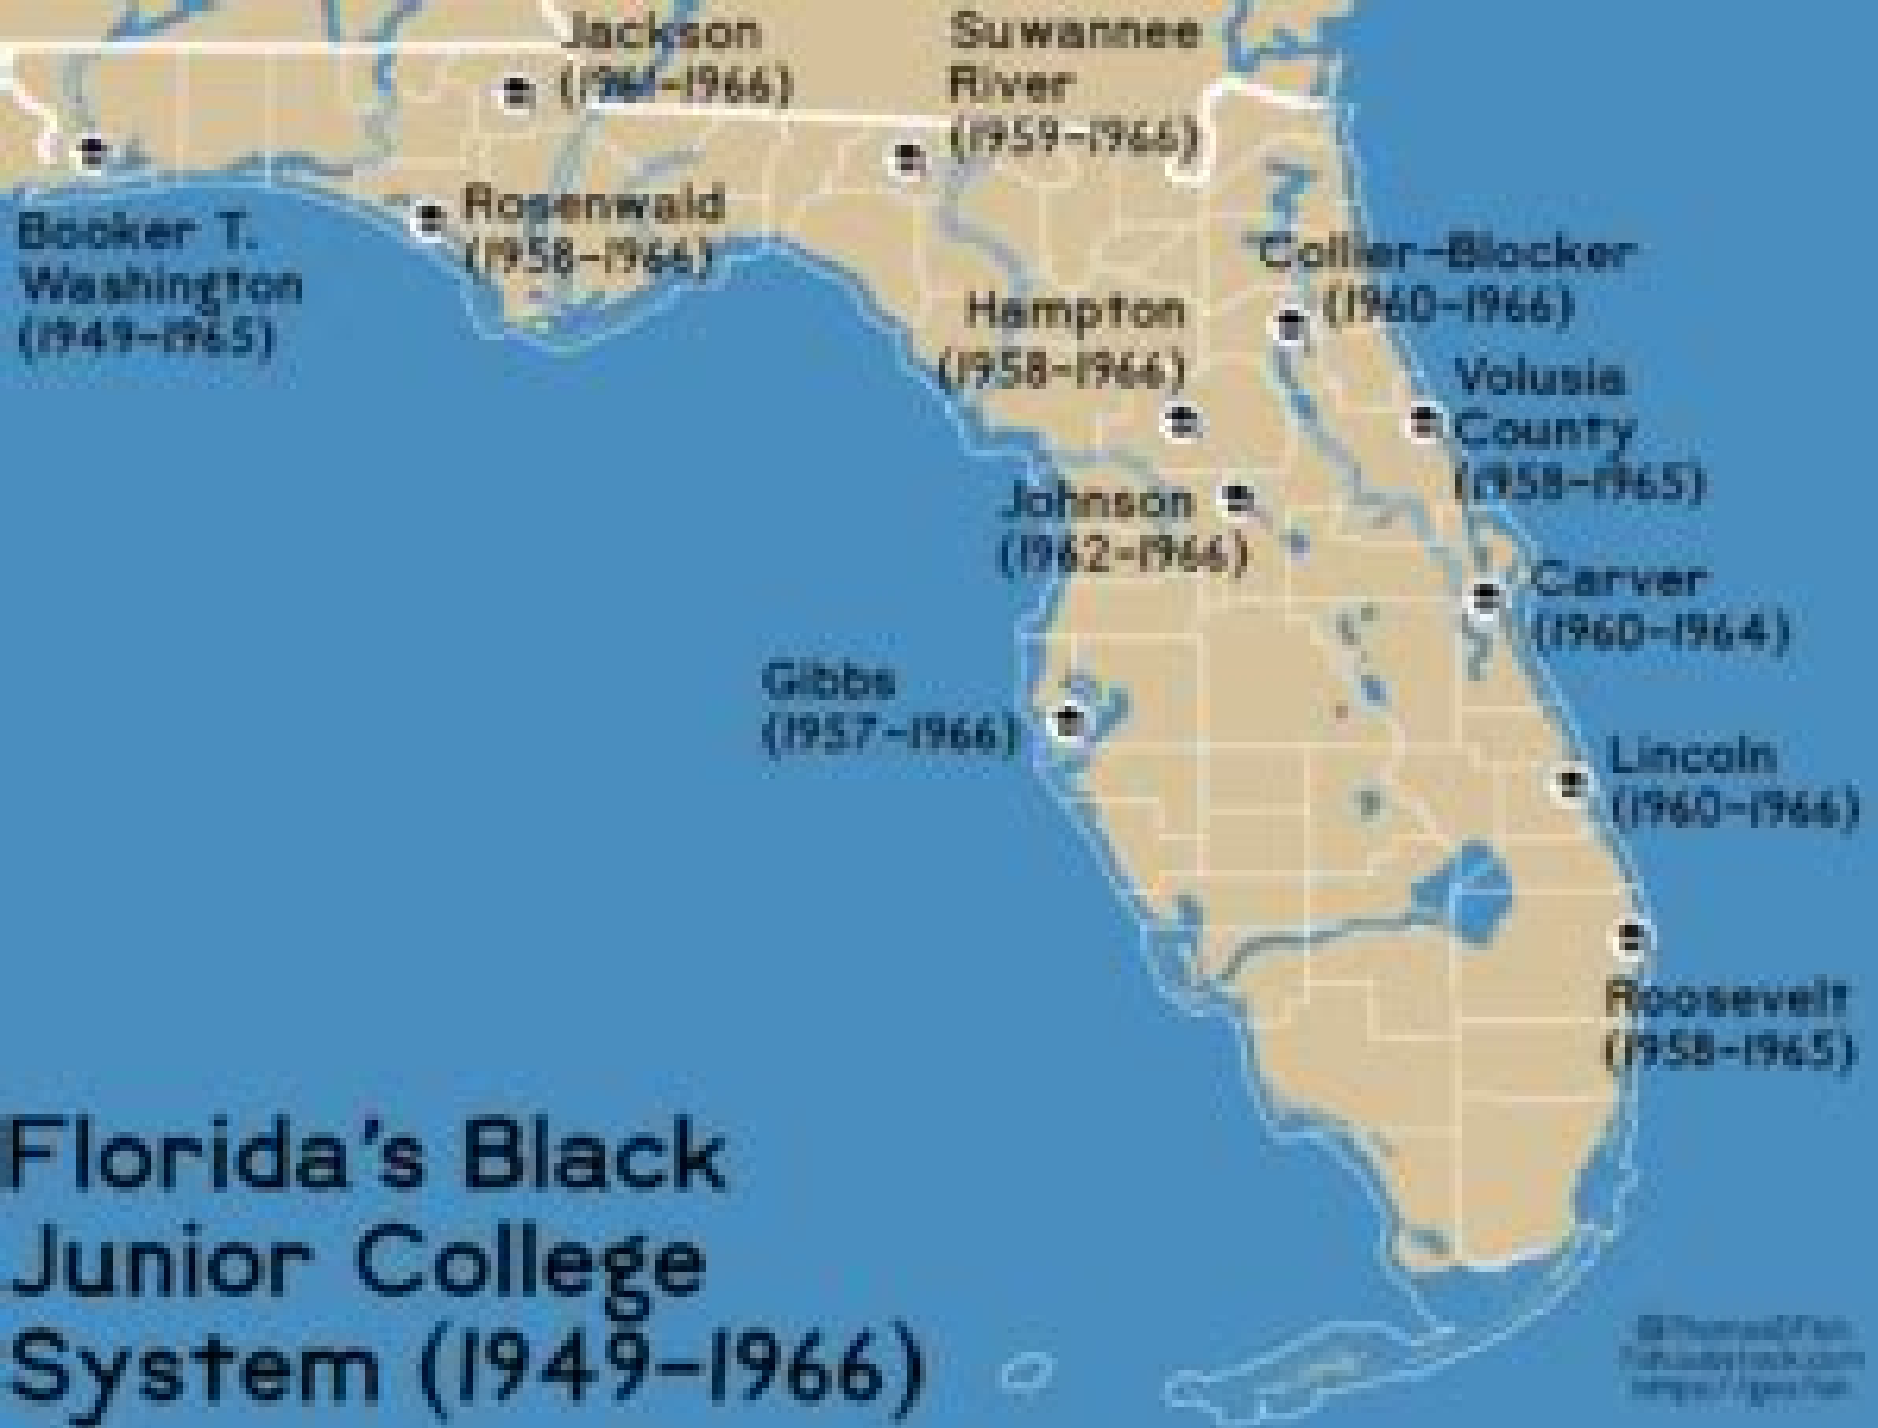 Jackson
(1961-1966)
Suwannee
River
(1959-1966)
Booker T.
Washington
(1949-1965)
Rosenwald
(1958-1966)
Collier-Blocker
(1960-1966)
Hampton
(1958-1966)
Volusia
County
(1958-1965)
Johnson
(1962-1966)
Carver
(1960-1964)
Gibbs
(1957-1966)
Lincoln
(1960-1966)
Roosevelt
(1958-1965)
Florida's Black
Junior College
System (1949-1966)